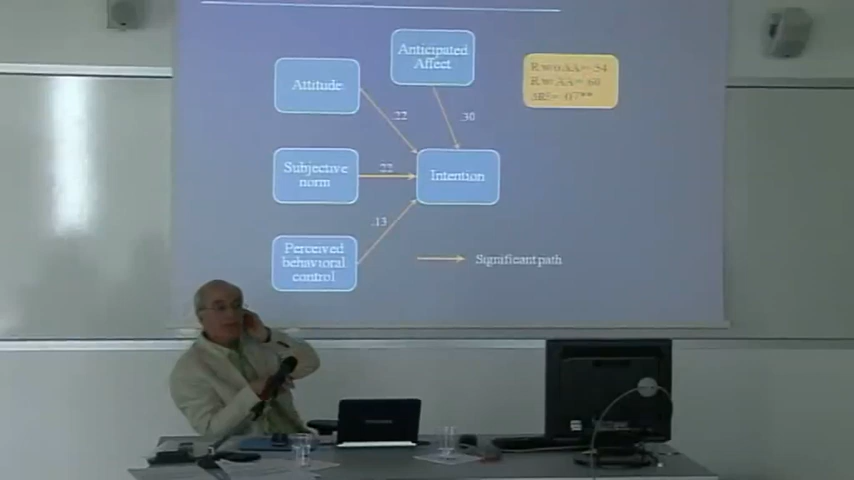 Anticipated
Affect
Attitude
.22
.30
Subjective
norm
.22
Intention
.13
Perceived
behavioral
control
Significant path